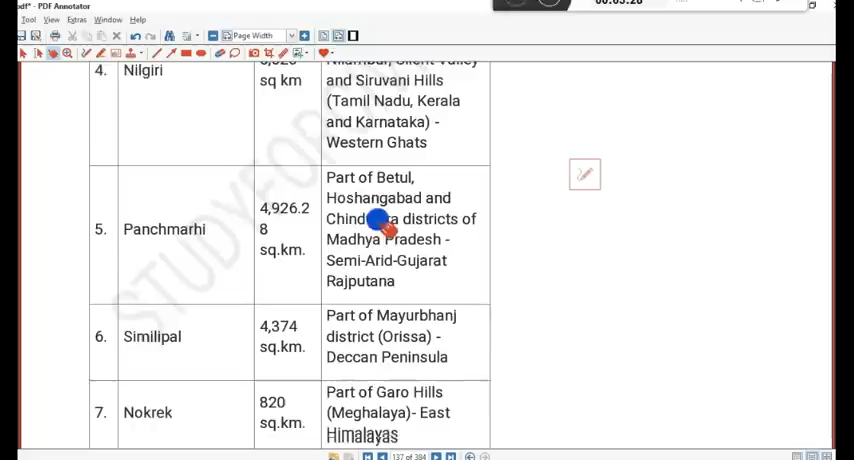 pdf* - PDF Annotator
Tool View Extras Window Help
Page Width
4. Nilgiri
sq km
and Siruvani Hills
(Tamil Nadu, Kerala
and Karnataka) -
Western Ghats
5. Panchmarhi
4,926.2
8
sq.km.
Part of Betul,
Hoshangabad and
districts of
Madhya Pradesh -
Semi-Arid-Gujarat
Rajputana
6. Similipal
4,374
sq.km.
Part of Mayurbhanj
district (Orissa) -
Deccan Peninsula
7. Nokrek
820
sq.km.
Part of Garo Hills
(Meghalaya)- East
Himalayas
137 of 384